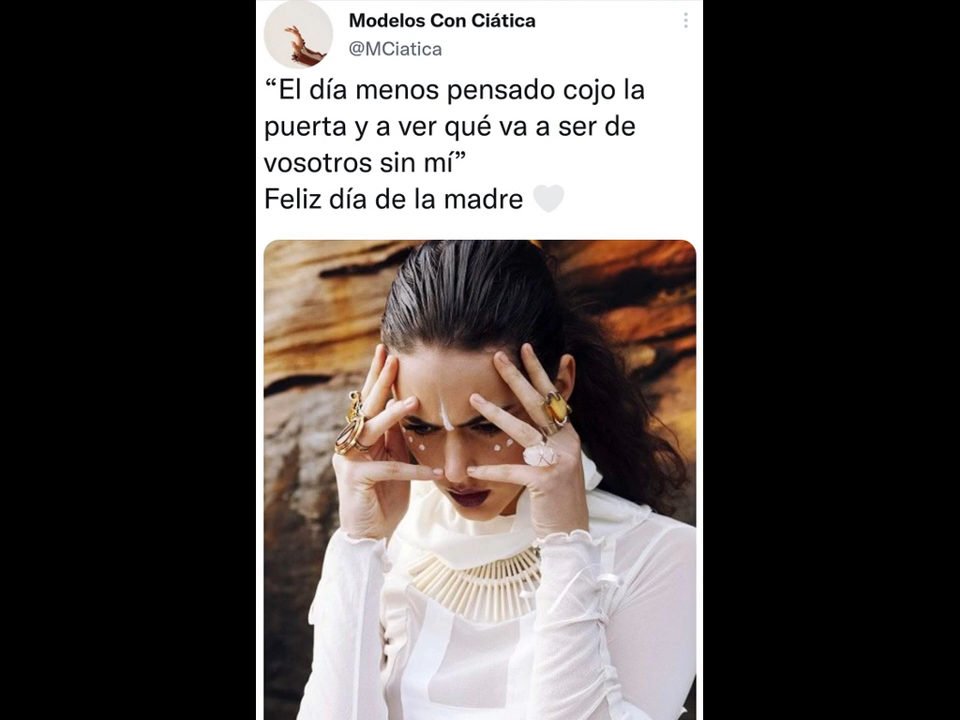 Modelos Con Ciática
@MCiatica
“El día menos pensado cojo la
puerta y a ver qué va a ser de
vosotros sin mí”
Feliz día de la madre 🤍